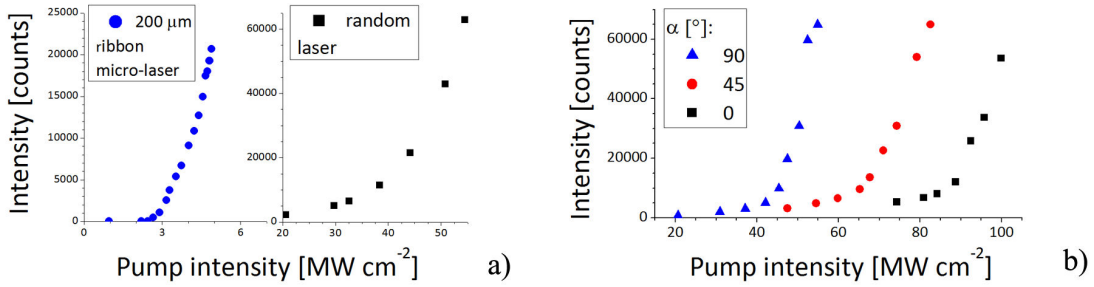 25000
20000
15000
10000
5000
0
0
3
6
Intensity [counts]
200 μm
ribbon
micro-laser
60000
40000
20000
0
20
30
40
50
random
laser
Pump intensity [MW cm⁻²]
a)
60000
40000
20000
0
20
40
60
80
100
Intensity [counts]
α [°]:
90
45
0
Pump intensity [MW cm⁻²]
b)